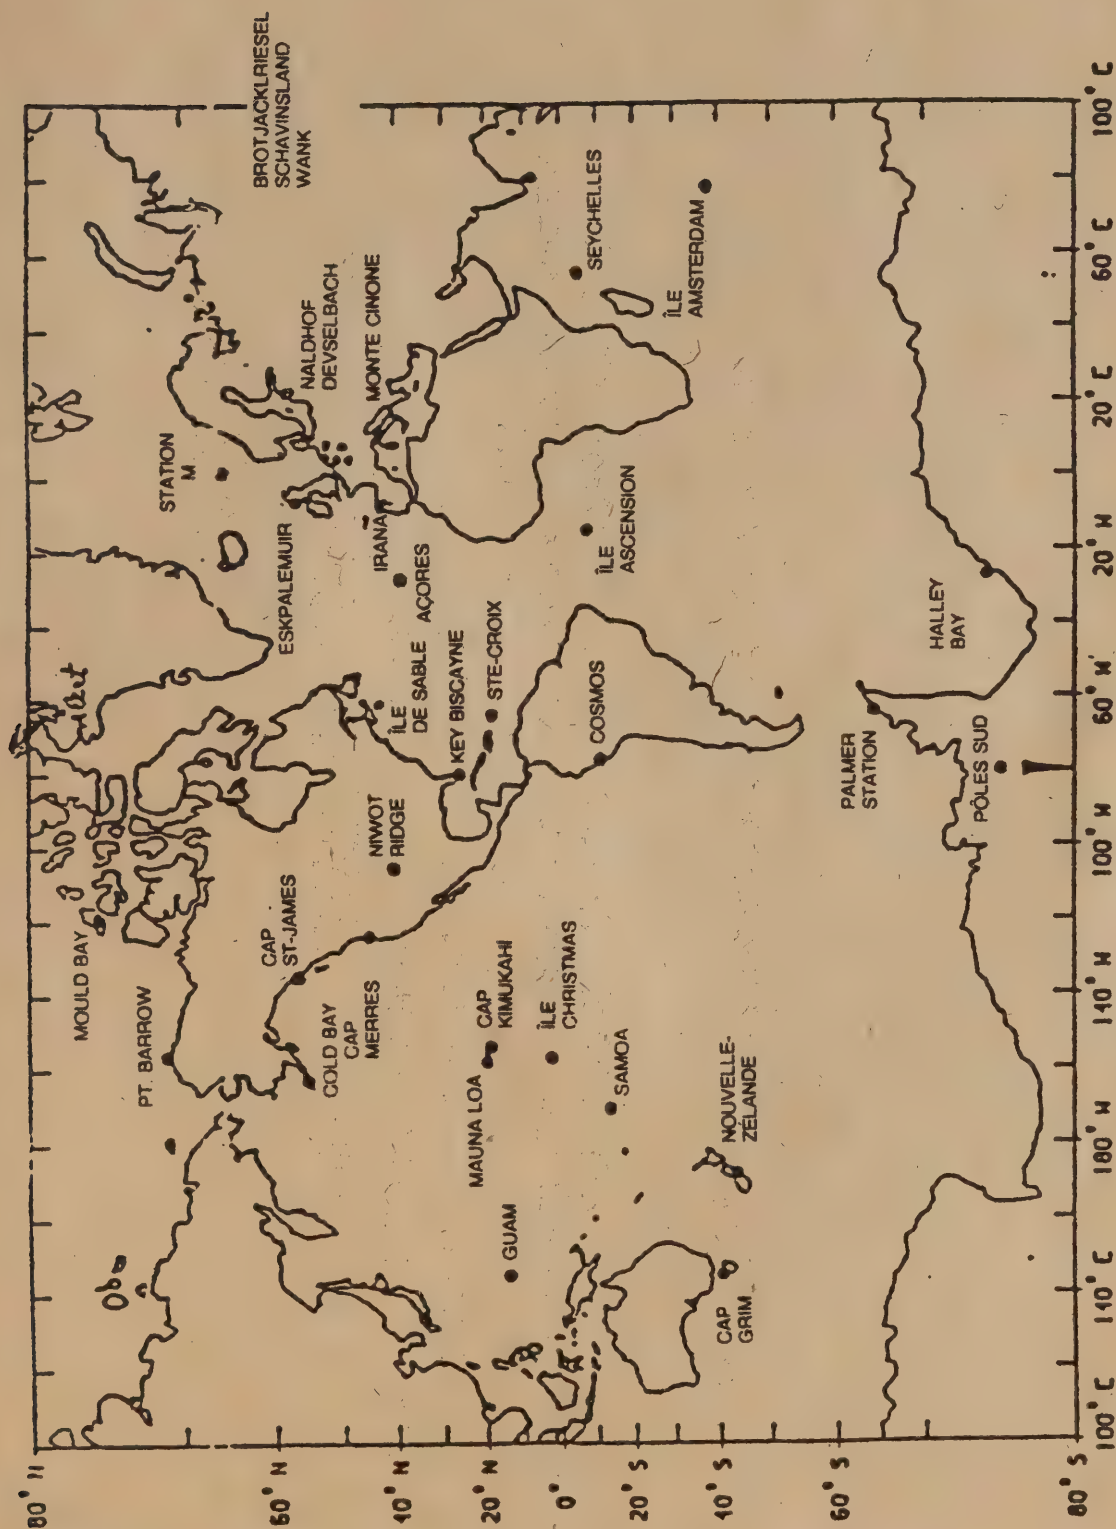 80° N
60° N
40° N
20° N
0°
20° S
40° S
60° S
80° S
100° C
140° C
180° W
140° W
100° W
60° W
20° W
20° C
60° C
100° C
MOULD BAY
PT. BARROW
CAP
ST-JAMES
COLD BAY
CAP
MERRES
NIWOT
RIDGE
KEY BISCAYNE
ÎLE
DE SABLE
STE-CROIX
AÇORES
IRANA
ESKPALEMUIR
STATION
M
NALDHOF
DEVSELBACH
MONTE CINONE
BROTJACKLRIESEL
SCHAVINSLAND
WANK
MAUNA LOA
CAP
KIMUKAHI
ÎLE
CHRISTMAS
GUAM
SAMOA
NOUVELLE-
ZÉLANDE
CAP
GRIM
COSMOS
ÎLE
ASCENSION
SEYCHELLES
ÎLE
AMSTERDAM
PALMER
STATION
HALLEY
BAY
PÔLES SUD